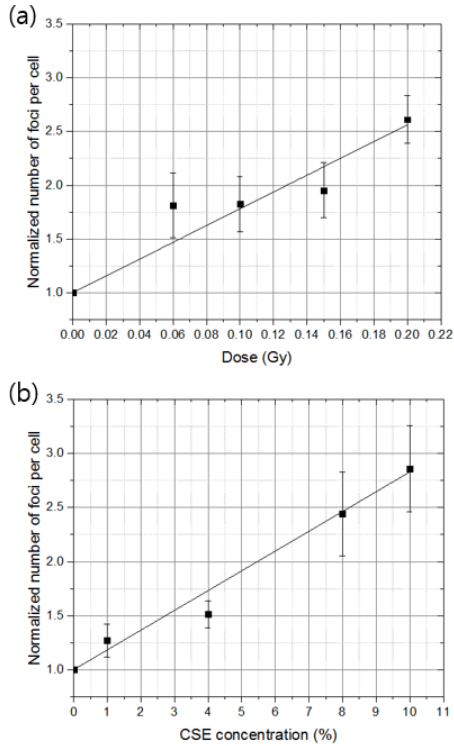 (a)
3.5
3.0
2.5
2.0
1.5
1.0
Normalized number of foci per cell
0.00 0.02 0.04 0.06 0.08 0.10 0.12 0.14 0.16 0.18 0.20 0.22
Dose (Gy)
(b)
3.5
3.0
2.5
2.0
1.5
1.0
Normalized number of foci per cell
0 1 2 3 4 5 6 7 8 9 10 11
CSE concentration (%)